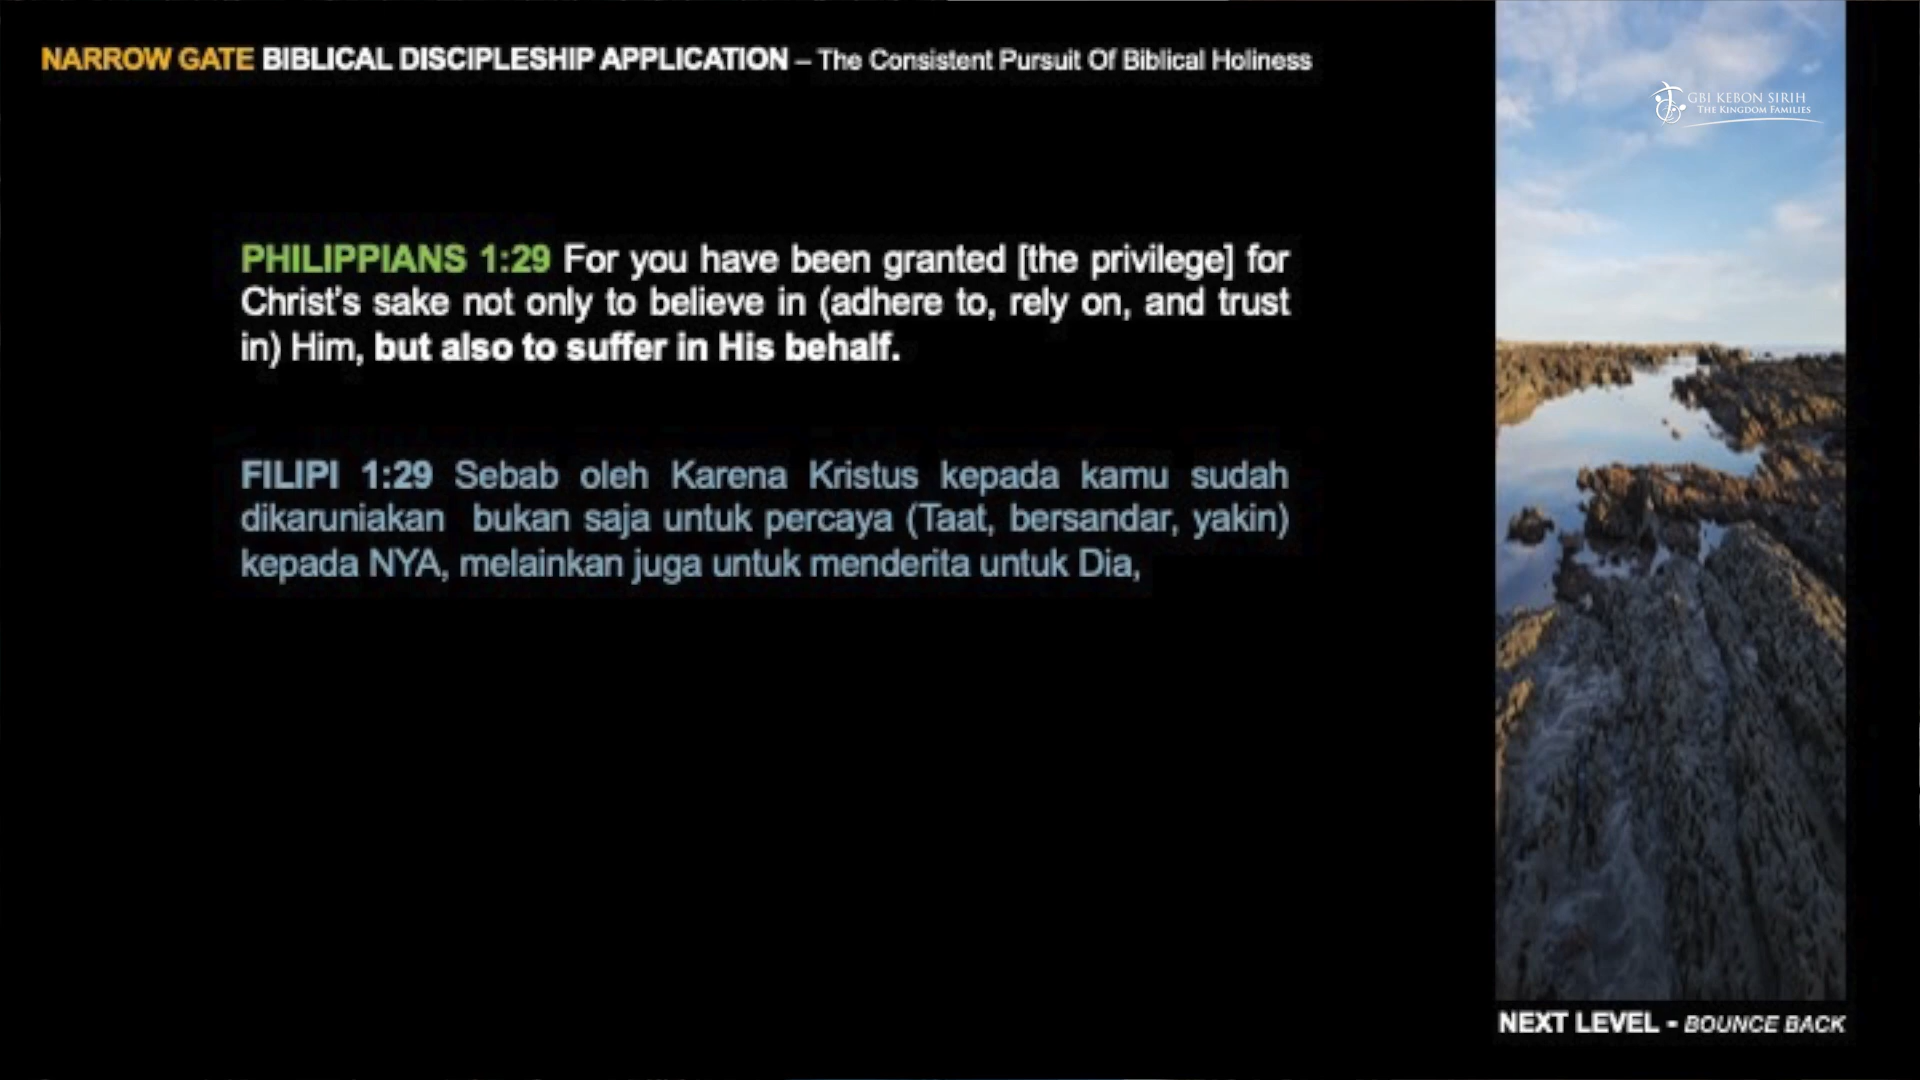 NARROW GATE BIBLICAL DISCIPLESHIP APPLICATION – The Consistent Pursuit Of Biblical Holiness
GBI KEBON SIRIH
THE KINGDOM FAMILIES
PHILIPPIANS 1:29 For you have been granted [the privilege] for
Christ's sake not only to believe in (adhere to, rely on, and trust
in) Him, but also to suffer in His behalf.
FILIPI 1:29 Sebab oleh Karena Kristus kepada kamu sudah
dikaruniakan bukan saja untuk percaya (Taat, bersandar, yakin)
kepada NYA, melainkan juga untuk menderita untuk Dia,
NEXT LEVEL - BOUNCE BACK